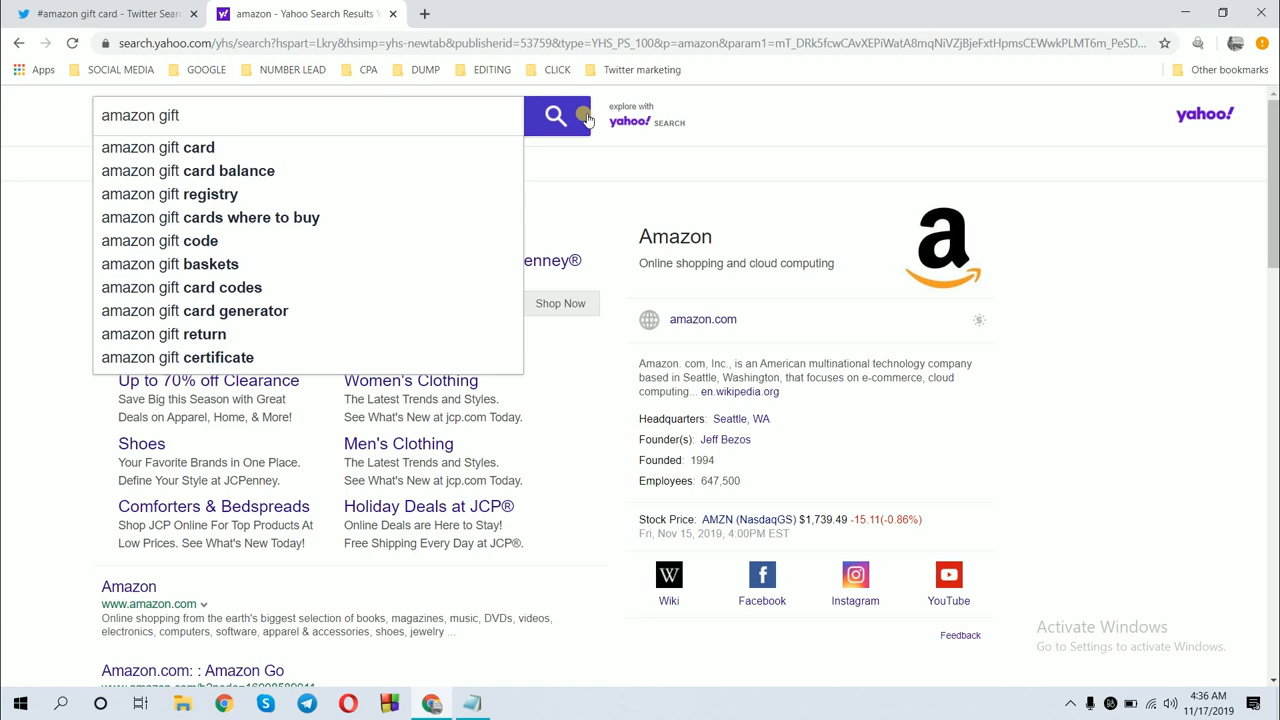 #amazon gift card - Twitter Sear
amazon - Yahoo Search Results
search.yahoo.com/yhs/search?hspart=Lkry&hsimp=yhs-newtab&publisherid=53759&type=YHS_PS_100&p=amazon&param1=mT_DRk5fcwCAvXEPiWatA8mqNiVZjBjeFxtHpmsCEWwkPLMT6m_PeSD...
Apps SOCIAL MEDIA GOOGLE NUMBER LEAD CPA DUMP EDITING CLICK Twitter marketing Other bookmarks
amazon gift
explore with
yahoo! SEARCH
yahoo!
amazon gift card
amazon gift card balance
amazon gift registry
amazon gift cards where to buy
amazon gift code
amazon gift baskets
amazon gift card codes
amazon gift card generator
amazon gift return
amazon gift certificate
enney®
Shop Now
Up to 70% off Clearance
Save Big this Season with Great
Deals on Apparel, Home, & More!
Women's Clothing
The Latest Trends and Styles.
See What's New at jcp.com Today.
Shoes
Your Favorite Brands in One Place.
Define Your Style at JCPenney.
Men's Clothing
The Latest Trends and Styles.
See What's New at jcp.com Today.
Comforters & Bedspreads
Shop JCP Online For Top Products At
Low Prices. See What's New Today!
Holiday Deals at JCP®
Online Deals are Here to Stay!
Free Shipping Every Day at JCP®.
Amazon
www.amazon.com
Online shopping from the earth's biggest selection of books, magazines, music, DVDs, videos,
electronics, computers, software, apparel & accessories, shoes, jewelry ...
Amazon.com: : Amazon Go
Amazon
Online shopping and cloud computing
a
amazon.com
Amazon. com, Inc., is an American multinational technology company
based in Seattle, Washington, that focuses on e-commerce, cloud
computing... en.wikipedia.org
Headquarters: Seattle, WA
Founder(s): Jeff Bezos
Founded: 1994
Employees: 647,500
Stock Price: AMZN (NasdaqGS) $1,739.49 -15.11(-0.86%)
Fri, Nov 15, 2019, 4:00PM EST
W
Wiki Facebook Instagram YouTube
Feedback
Activate Windows
Go to Settings to activate Windows.
4:36 AM
11/17/2019